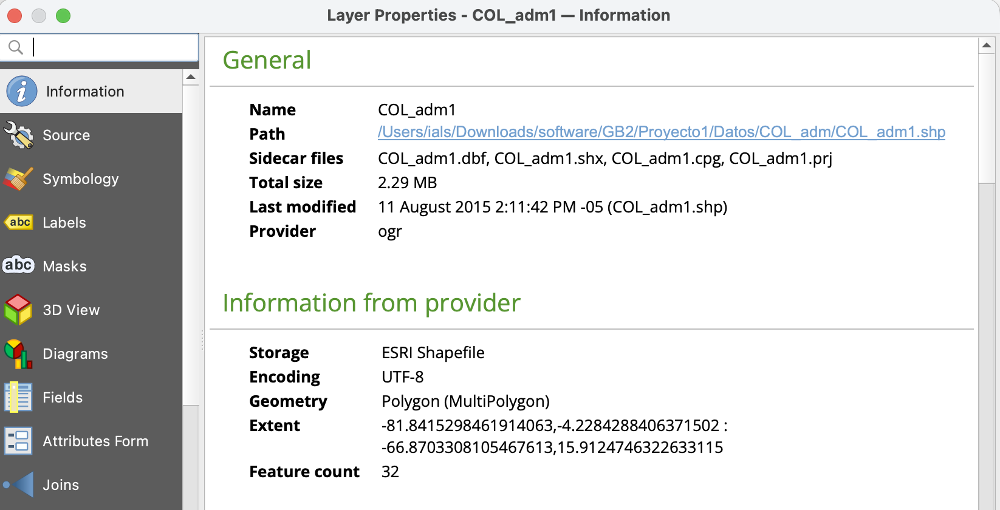 Layer Properties - COL_adm1 — Information
Information
Source
Symbology
abc Labels
abc Masks
3D View
Diagrams
Fields
Attributes Form
Joins
General
Name COL_adm1
Path /Users/ials/Downloads/software/GB2/Proyecto1/Datos/COL_adm/COL_adm1.shp
Sidecar files COL_adm1.dbf, COL_adm1.shx, COL_adm1.cpg, COL_adm1.prj
Total size 2.29 MB
Last modified 11 August 2015 2:11:42 PM -05 (COL_adm1.shp)
Provider ogr
Information from provider
Storage ESRI Shapefile
Encoding UTF-8
Geometry Polygon (MultiPolygon)
Extent -81.8415298461914063,-4.2284288406371502 :
-66.8703308105467613,15.9124746322633115
Feature count 32